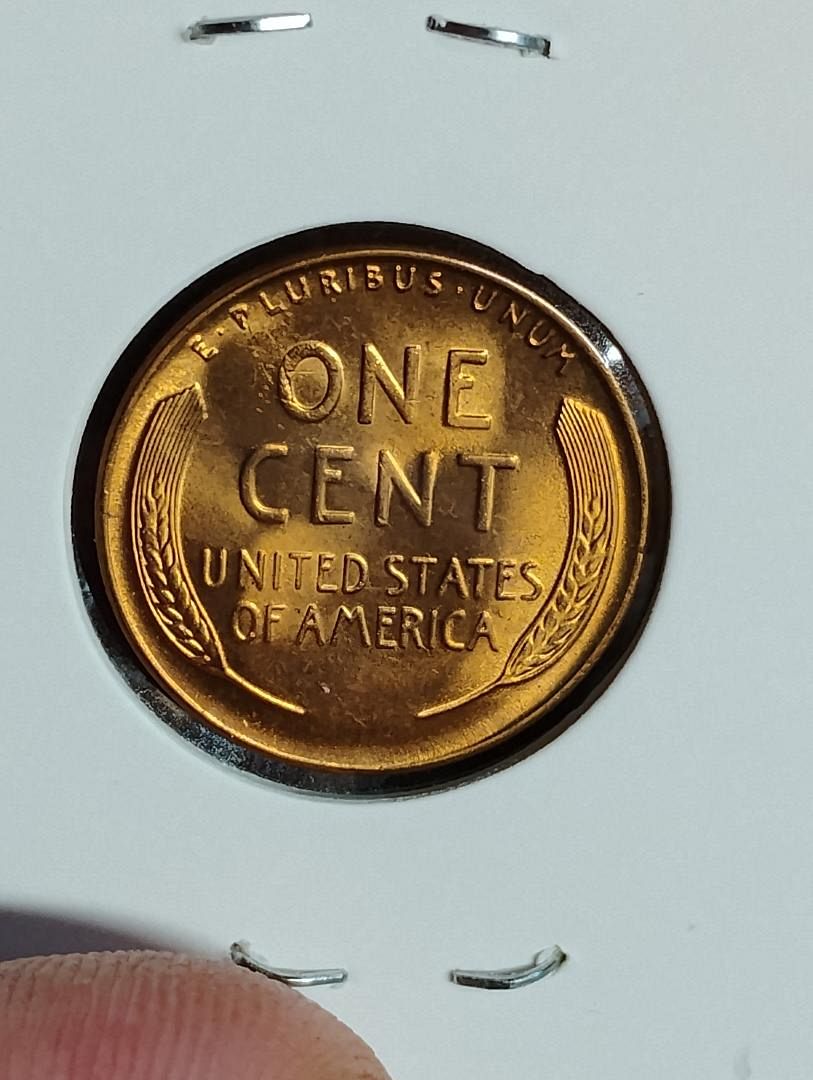 E·PLURIBUS·UNUM
ONE
CENT
UNITED STATES
OF AMERICA